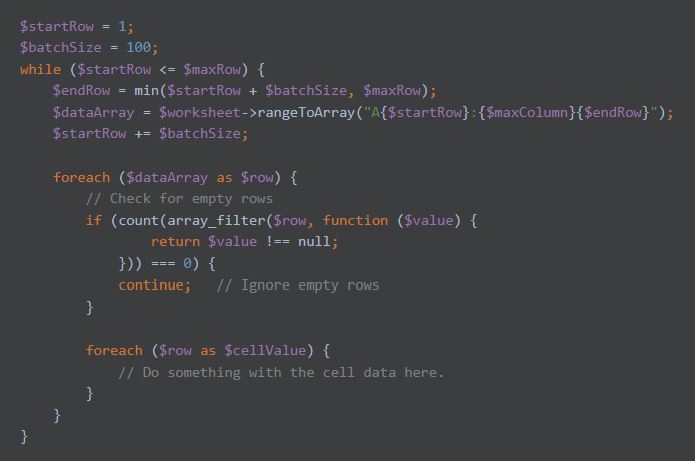 $startRow = 1;
$batchSize = 100;
while ($startRow <= $maxRow) {
    $endRow = min($startRow + $batchSize, $maxRow);
    $dataArray = $worksheet->rangeToArray("A{$startRow}:{$maxColumn}{$endRow}");
    $startRow += $batchSize;

    foreach ($dataArray as $row) {
        // Check for empty rows
        if (count(array_filter($row, function ($value) {
                return $value !== null;
            })) === 0) {
            continue;   // Ignore empty rows
        }

        foreach ($row as $cellValue) {
            // Do something with the cell data here.
        }
    }
}